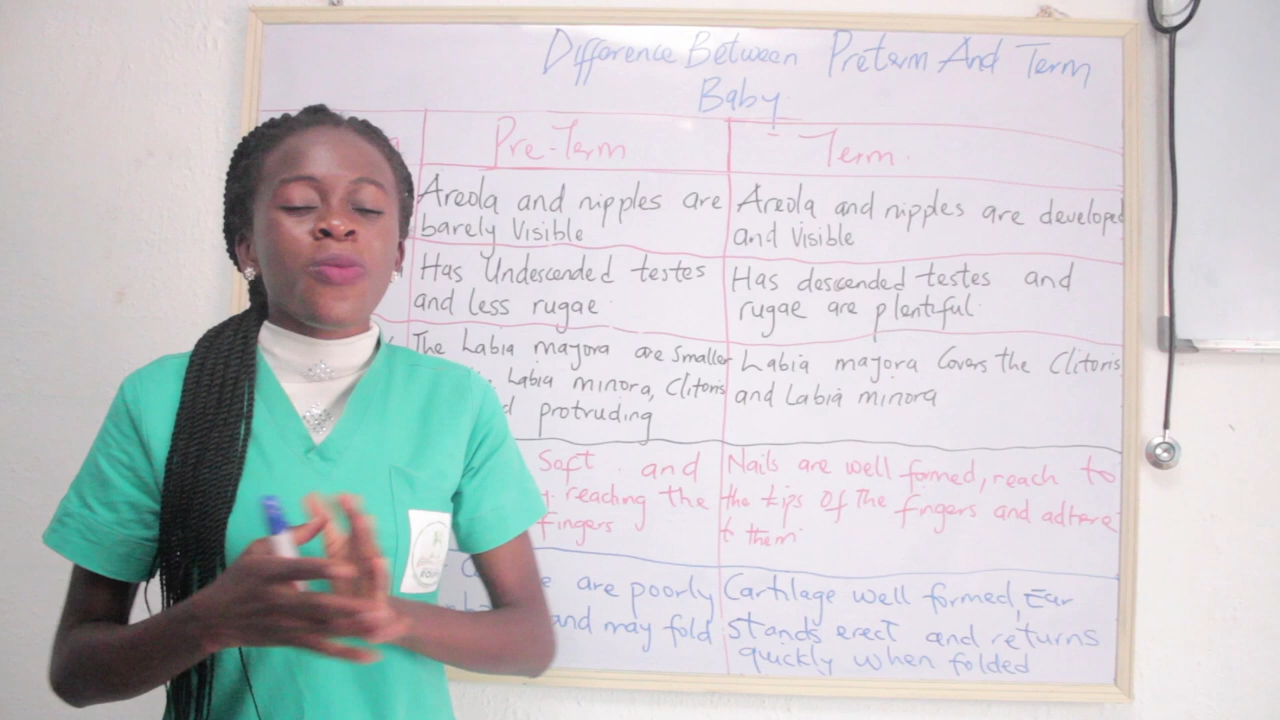 Difference Between Preterm And Term
Baby
Pre-Term
Term
Areola and nipples are
barely visible
Areola and nipples are developed
and visible
Has Undescended testes
and less rugae
Has descended testes and
rugae are plentiful
The Labia majora are smaller
Labia minora, Clitoris
protruding
Labia majora Covers the Clitoris
and Labia minora
Soft and
reaching the
fingers
Nails are well formed, reach to
the tips of the fingers and adhere
to them
are poorly
and may fold
Cartilage well formed, Ear
stands erect and returns
quickly when folded